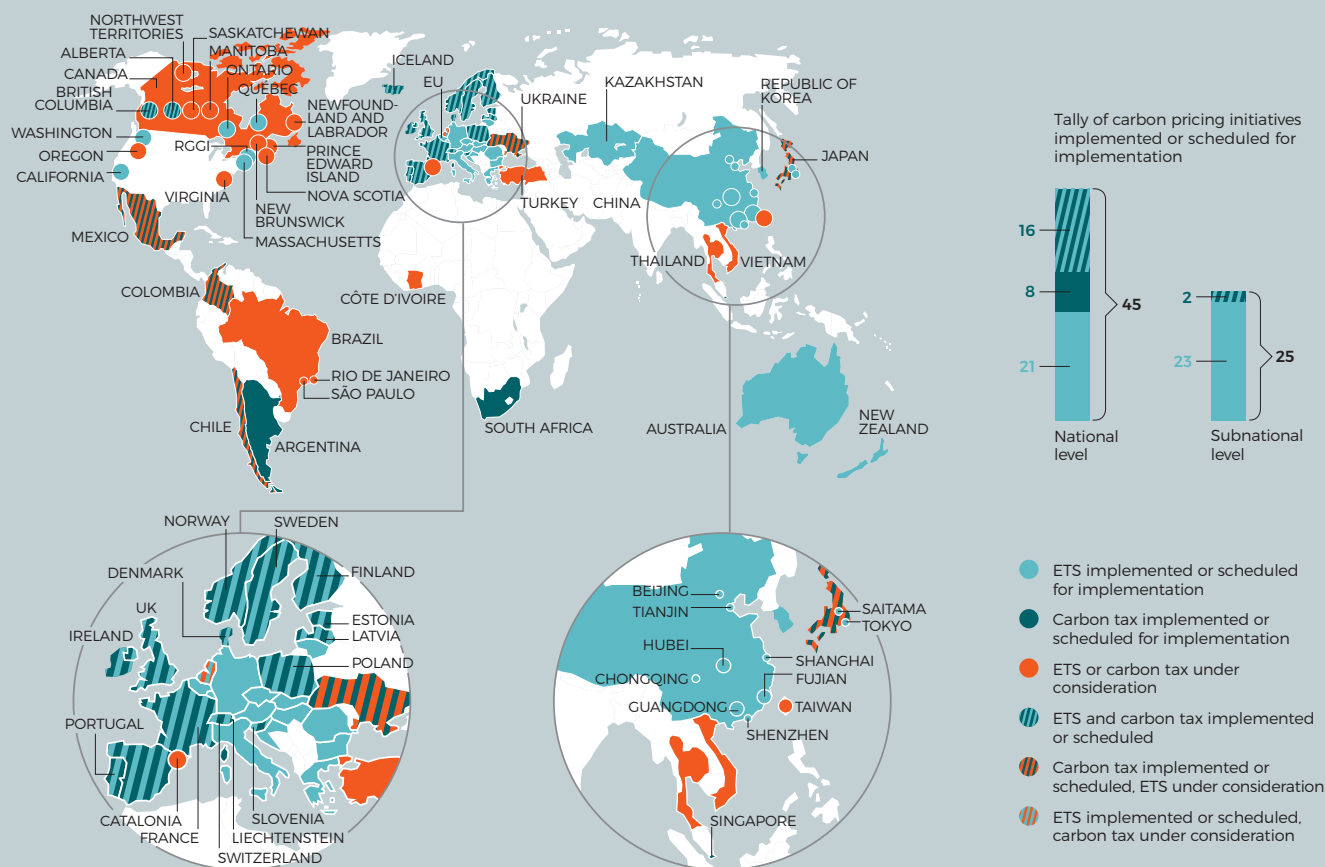 NORTHWEST
TERRITORIES
SASKATCHEWAN
ALBERTA
MANITOBA
CANADA
ONTARIO
BRITISH
COLUMBIA
QUÉBEC
NEWFOUND-
LAND AND
LABRADOR
WASHINGTON
OREGON
RGGI
PRINCE
EDWARD
ISLAND
CALIFORNIA
VIRGINIA
NOVA SCOTIA
NEW
BRUNSWICK
MASSACHUSETTS
MEXICO
COLOMBIA
BRAZIL
RIO DE JANEIRO
SÃO PAULO
CHILE
ARGENTINA
ICELAND
EU
UKRAINE
KAZAKHSTAN
REPUBLIC OF
KOREA
JAPAN
TURKEY
CHINA
THAILAND
VIETNAM
CÔTE D'IVOIRE
SOUTH AFRICA
AUSTRALIA
NEW
ZEALAND
Tally of carbon pricing initiatives
implemented or scheduled for
implementation
16
8
21
45
2
23
25
National
level
Subnational
level
NORWAY
SWEDEN
DENMARK
FINLAND
UK
ESTONIA
LATVIA
IRELAND
POLAND
PORTUGAL
CATALONIA
FRANCE
SLOVENIA
LIECHTENSTEIN
SWITZERLAND
BEIJING
TIANJIN
SAITAMA
TOKYO
HUBEI
SHANGHAI
FUJIAN
CHONGQING
GUANGDONG
TAIWAN
SHENZHEN
SINGAPORE
ETS implemented or scheduled
for implementation
Carbon tax implemented or
scheduled for implementation
ETS or carbon tax under
consideration
ETS and carbon tax implemented
or scheduled
Carbon tax implemented or
scheduled, ETS under consideration
ETS implemented or scheduled,
carbon tax under consideration